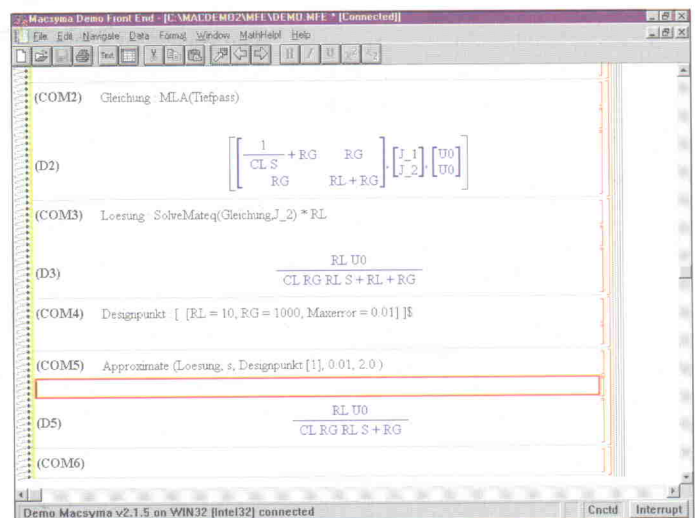 Macsyma Demo Front End - [C:\MACDEMO2\MFE\DEMO.MFE * [Connected]]
File Edit Navigate Data Format Window MathHelp! Help
Text B I U
(COM2) Gleichung : MLA(Tiefpass)
(D2) [[1/(CL S) + RG RG
RG RL + RG], [J_1
J_2], [U0
U0]]
(COM3) Loesung : SolveMateq(Gleichung,J_2) * RL
(D3) RL U0
CL RG RL S + RL + RG
(COM4) Designpunkt : [ [RL = 10, RG = 1000, Maxerror = 0.01] ]$
(COM5) Approximate (Loesung, s, Designpunkt [1], 0.01, 2.0 )
(D5) RL U0
CL RG RL S + RG
(COM6)
Demo Macsyma v2.1.5 on WIN32 [Intel32] connected Cnctd Interrupt